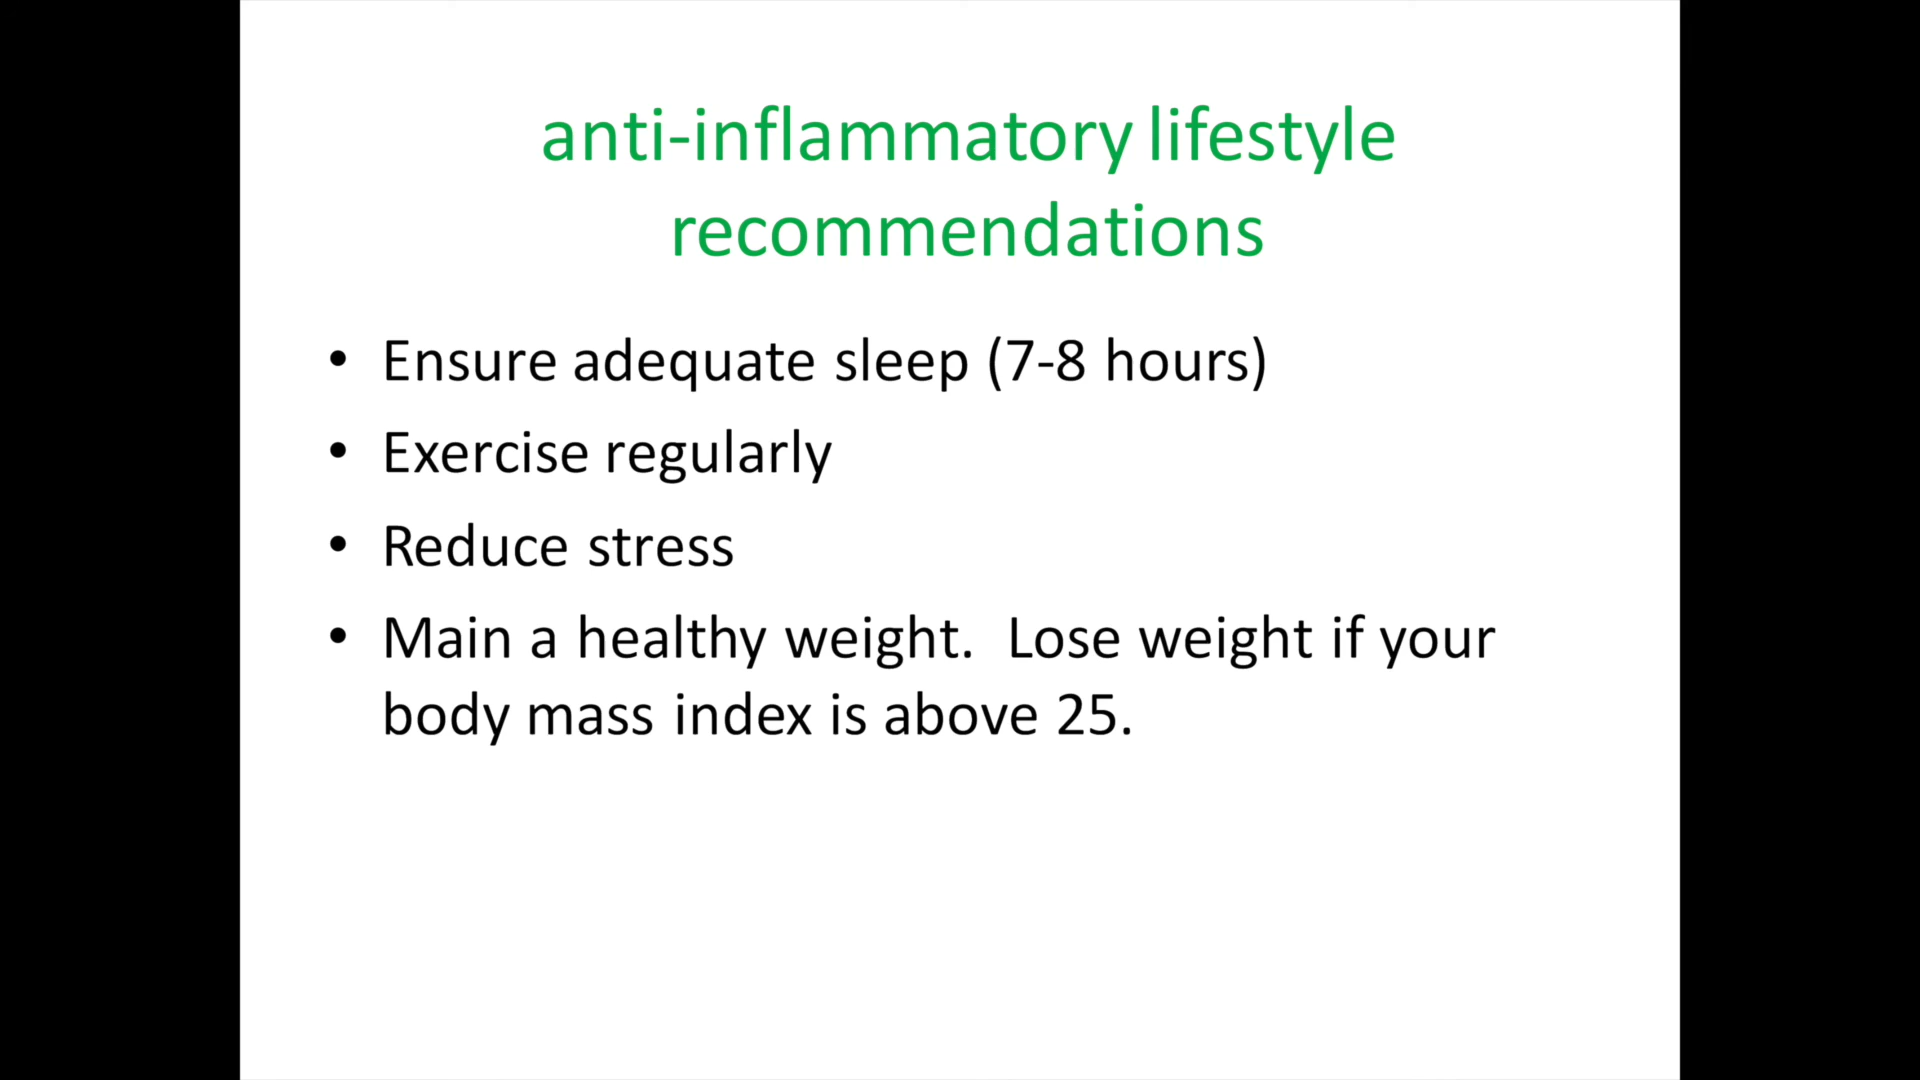 anti-inflammatory lifestyle
recommendations
• Ensure adequate sleep (7-8 hours)
• Exercise regularly
• Reduce stress
• Main a healthy weight.  Lose weight if your
body mass index is above 25.